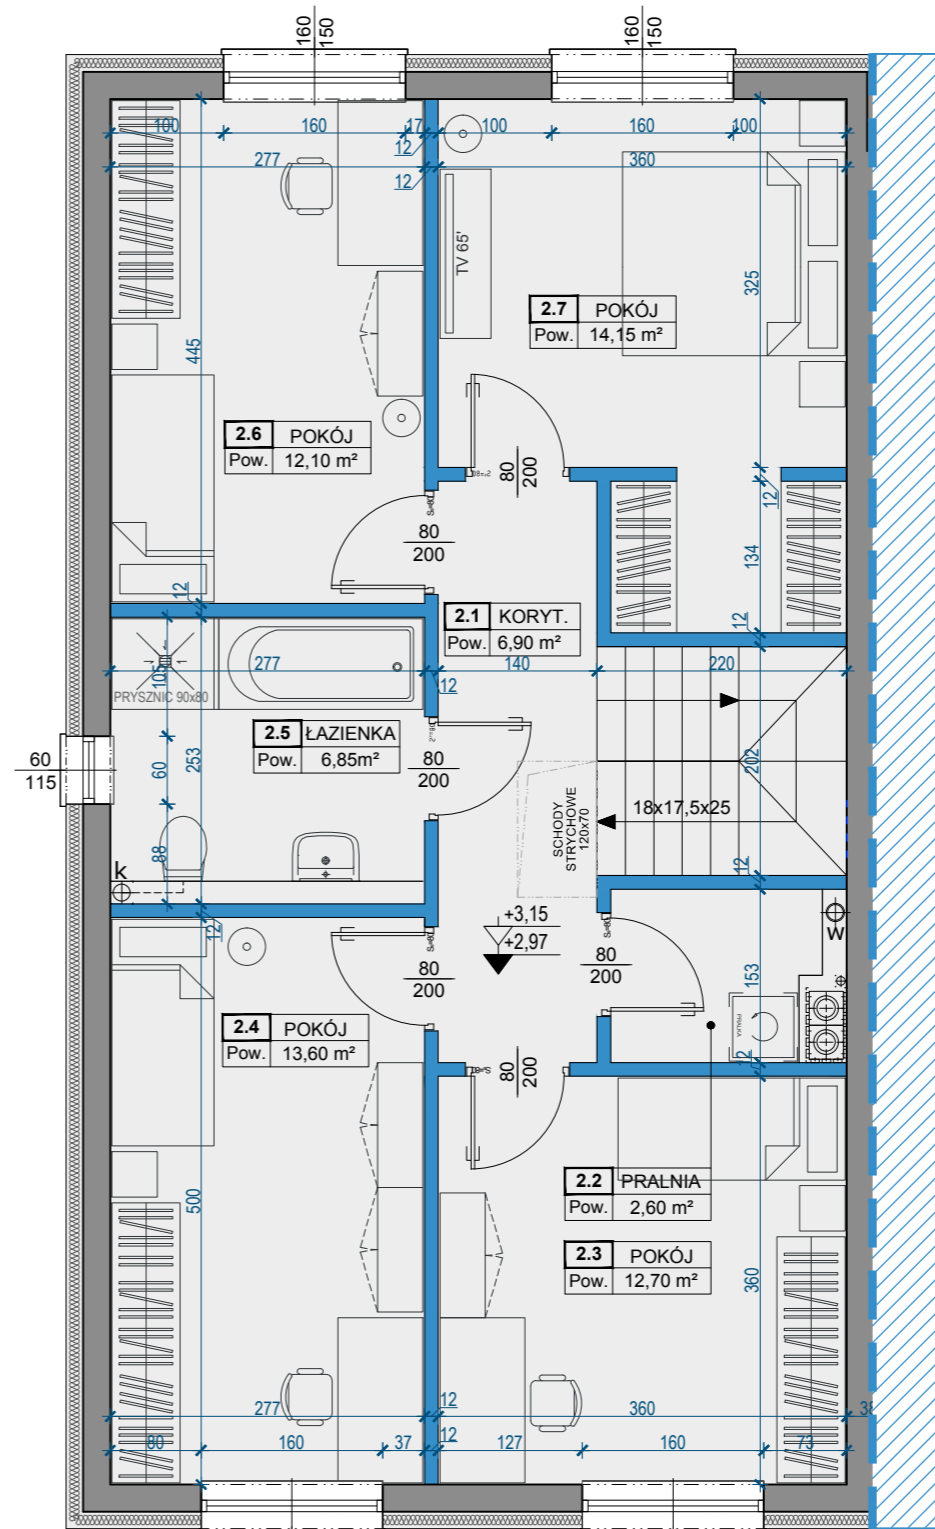 160
150
160
150
100
160
17
100
160
100
12
277
12
360
TV 65'
325
2.7 POKÓJ
Pow. 14,15 m²
445
2.6 POKÓJ
Pow. 12,10 m²
80
200
S=80
80
200
12
134
12
12
2.1 KORYT.
Pow. 6,90 m²
277
140
220
12
105
PRYSZNIC 90x80
2.5 ŁAZIENKA
Pow. 6,85m²
80
200
60
115
60
253
202
SCHODY
STRYCHOWE
120x70
18x17,5x25
88
k
12
12
+3,15
+2,97
w
80
200
80
200
153
PRALKA
2.4 POKÓJ
Pow. 13,60 m²
12
80
200
2.2 PRALNIA
Pow. 2,60 m²
500
2.3 POKÓJ
Pow. 12,70 m²
360
277
12
360
38
80
160
37
12
127
160
73